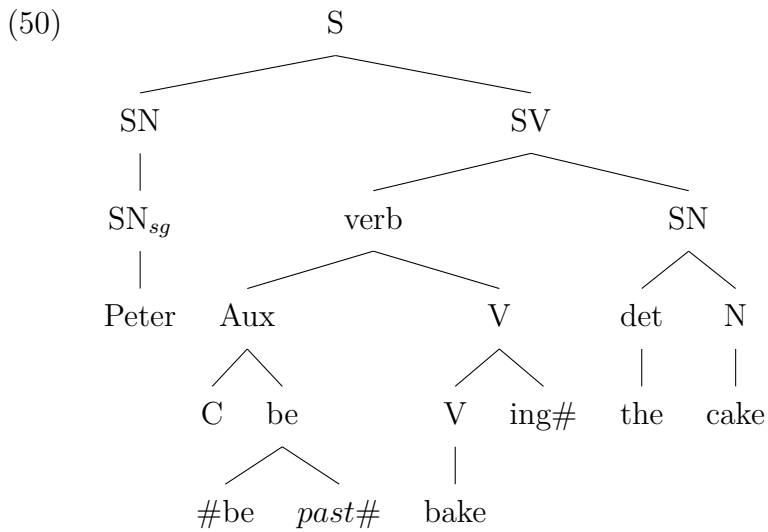 (50) S
SN SV
SN_sg verb SN
Peter Aux V det N
C be V ing# the cake
#be past# bake